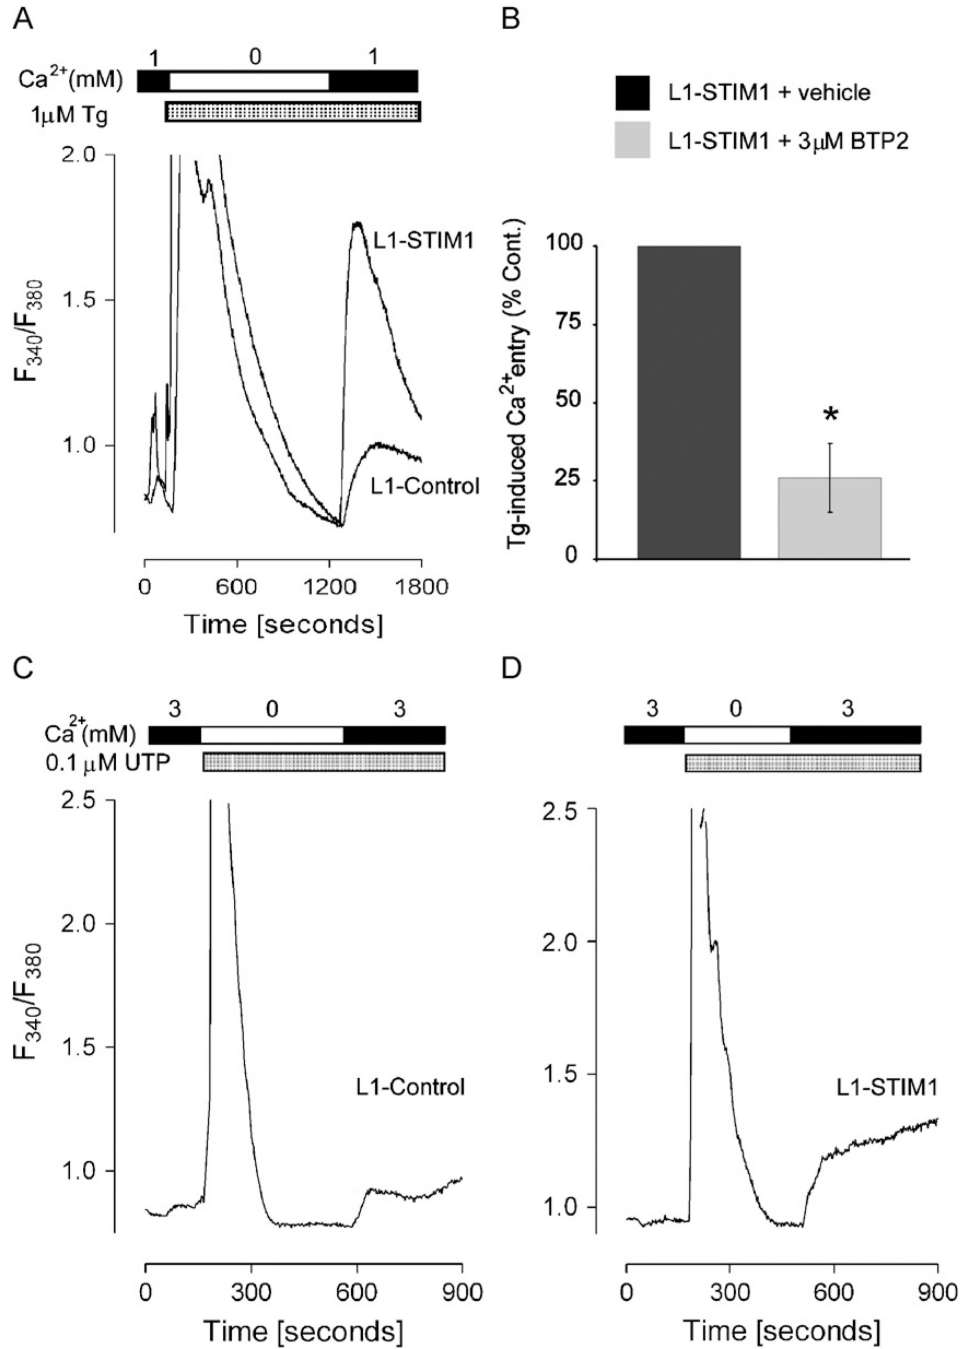 A
1 0 1
Ca2+(mM)
1μM Tg
2.0
1.5
1.0
F340/F380
L1-STIM1
L1-Control
0 600 1200 1800
Time [seconds]
B
L1-STIM1 + vehicle
L1-STIM1 + 3μM BTP2
Tg-induced Ca2+entry (% Cont.)
100
75
50
25
0
*
C
3 0 3
Ca2+(mM)
0.1 μM UTP
2.5
2.0
1.5
1.0
F340/F380
L1-Control
0 300 600 900
Time [seconds]
D
3 0 3
2.5
2.0
1.5
1.0
L1-STIM1
0 300 600 900
Time [seconds]